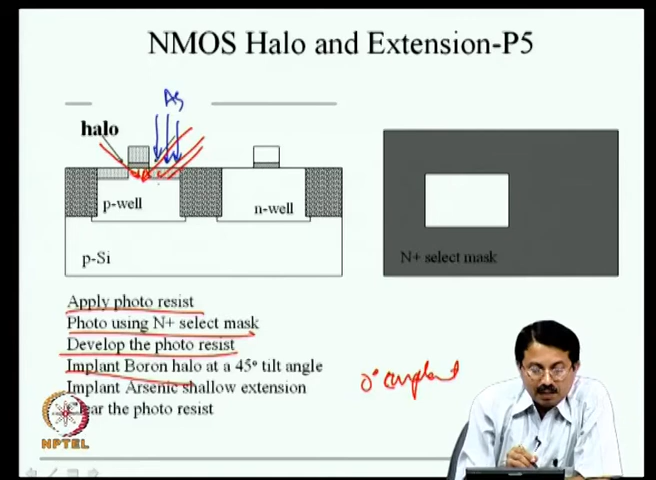 NMOS Halo and Extension-P5
As
halo
p-well
n-well
p-Si
N+ select mask
Apply photo resist
Photo using N+ select mask
Develop the photo resist
Implant Boron halo at a 45° tilt angle
Implant Arsenic shallow extension
Clear the photo resist
0° implant
NPTEL